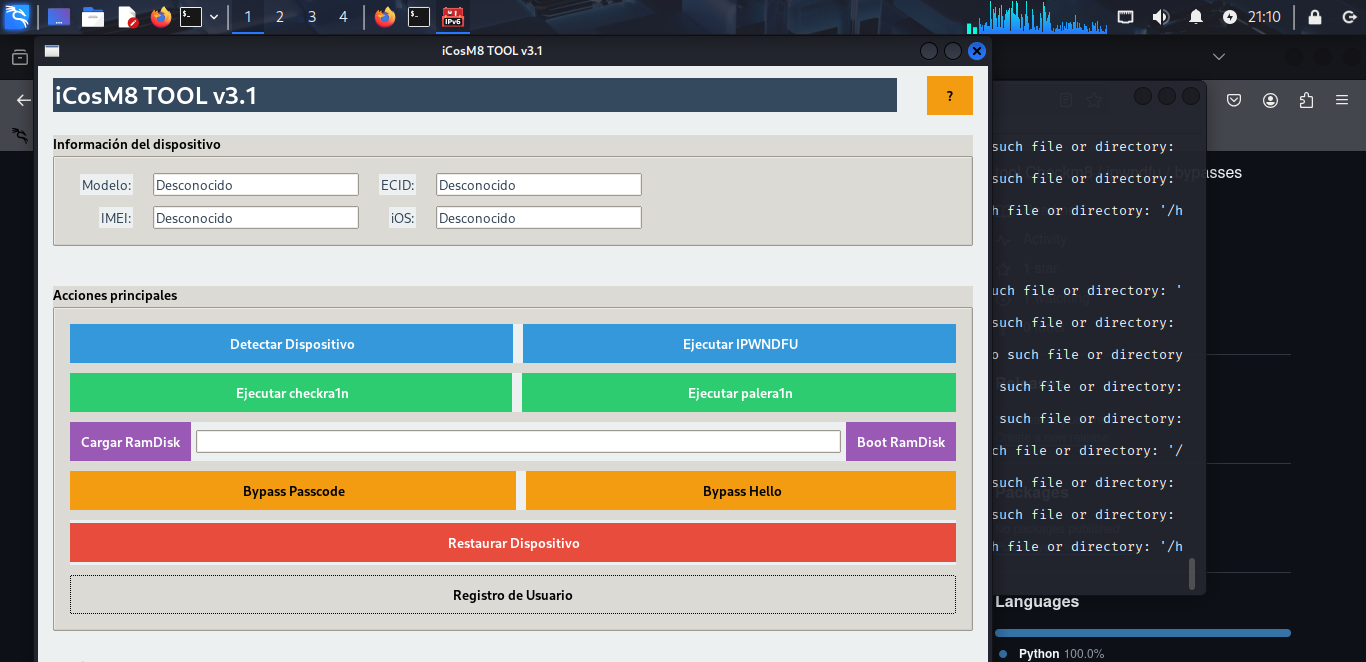 1 2 3 4 21:10
iCosM8 TOOL v3.1
iCosM8 TOOL v3.1 ?
Información del dispositivo
Modelo: Desconocido ECID: Desconocido
IMEI: Desconocido iOS: Desconocido
Acciones principales
Detectar Dispositivo Ejecutar IPWNDFU
Ejecutar checkra1n Ejecutar palera1n
Cargar RamDisk Boot RamDisk
Bypass Passcode Bypass Hello
Restaurar Dispositivo
Registro de Usuario
such file or directory:
bypasses
such file or directory:
h file or directory: '/h
Activity
1 star
uch file or directory: '
such file or directory:
o such file or directory
such file or directory:
such file or directory:
ch file or directory: '/
such file or directory:
Packages
such file or directory:
h file or directory: '/h
Languages
Python 100.0%